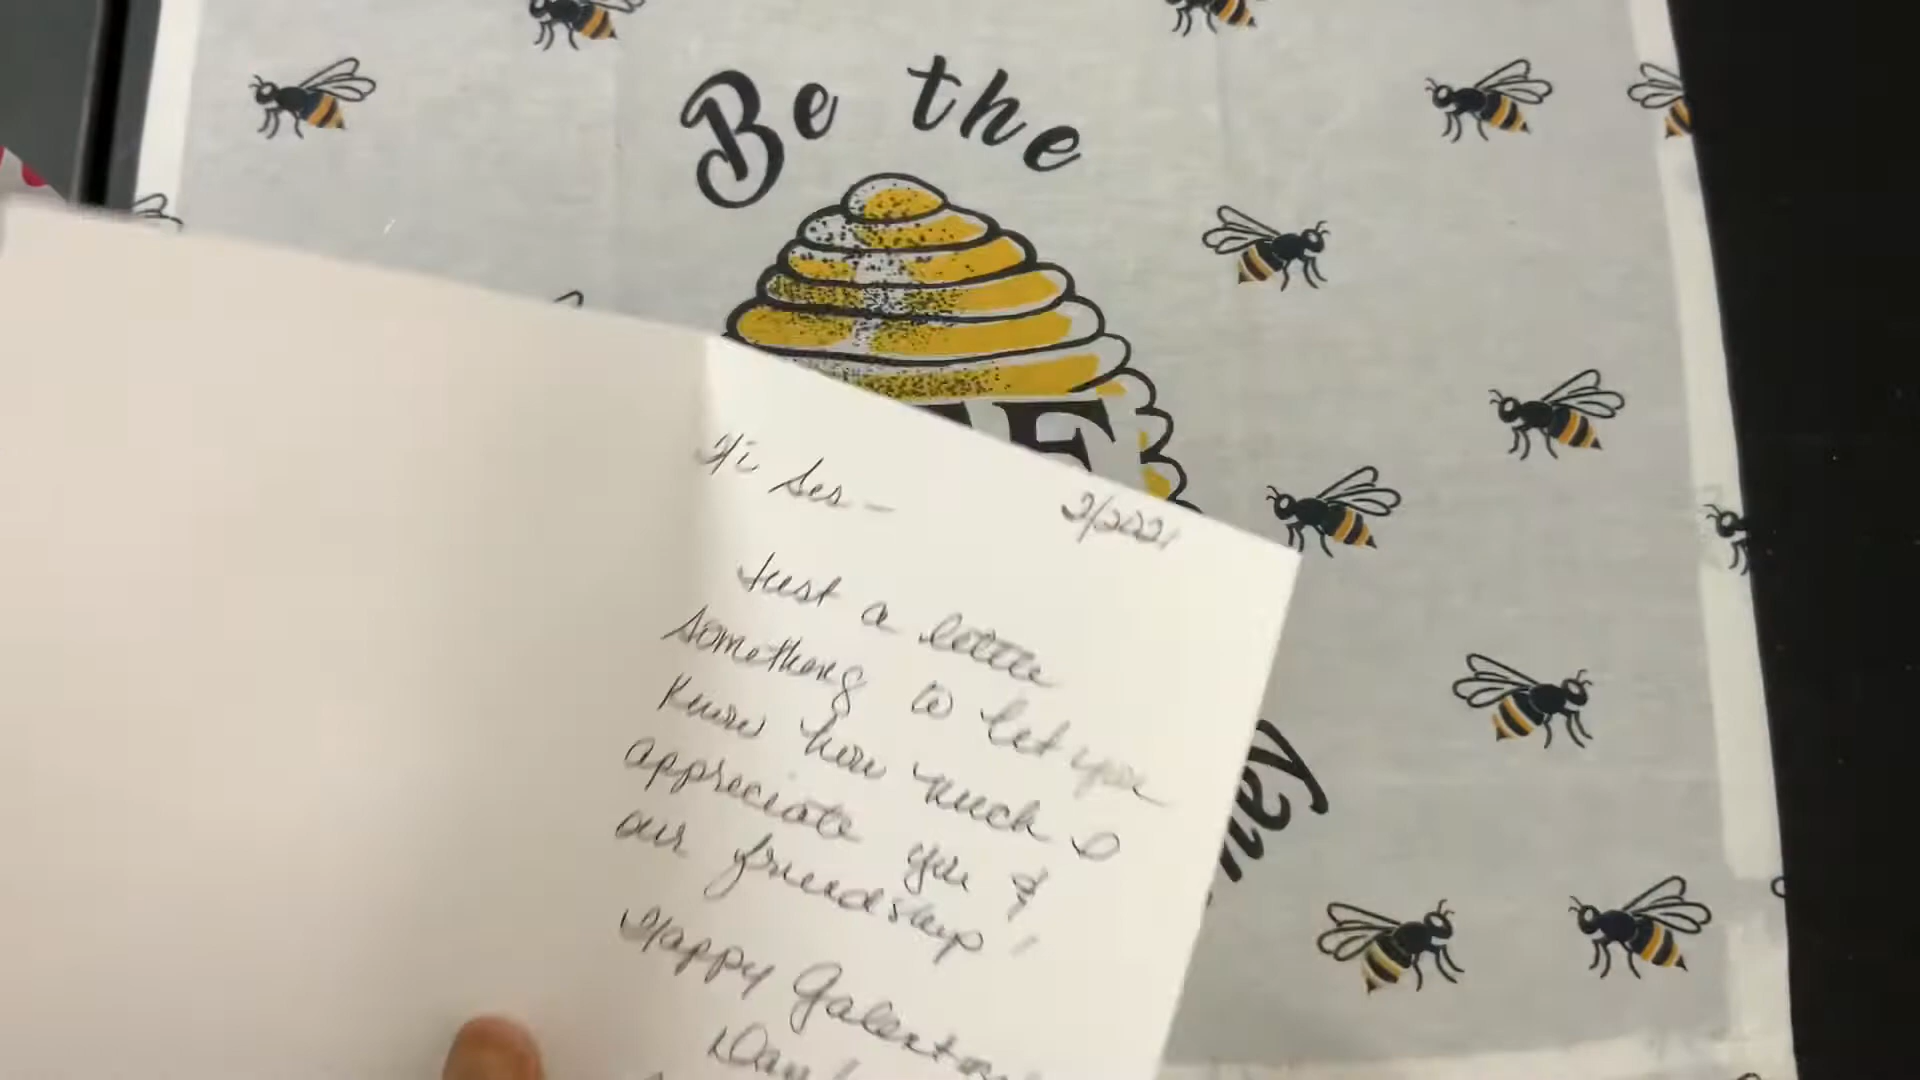 Be the
Hi Ses-
2/2021
Just a little
something to let you
know how much I
appreciate you &
our friendship!
Happy Galentines
Day!